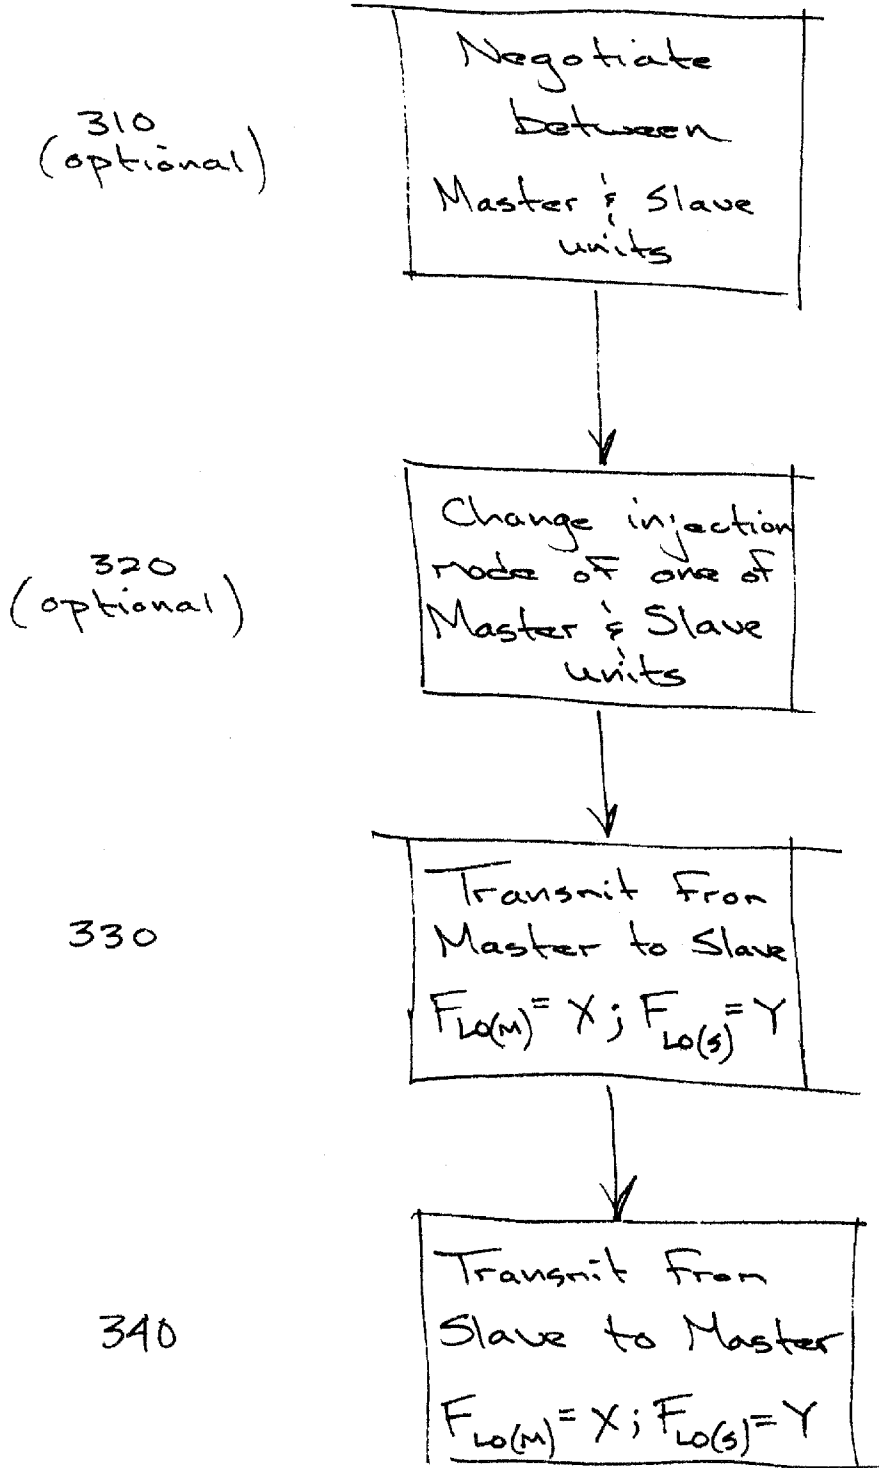 310
(optional)
Negotiate
between
Master & Slave
units
320
(optional)
Change injection
mode of one of
Master & Slave
units
330
Transmit from
Master to Slave
F_LO(M) = X; F_LO(S) = Y
340
Transmit from
Slave to Master
F_LO(M) = X; F_LO(S) = Y